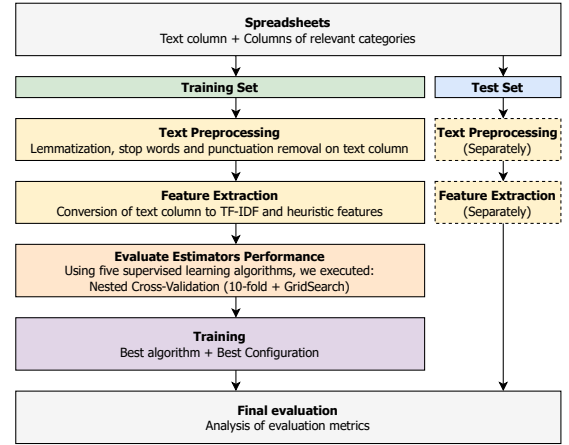 Spreadsheets
Text column + Columns of relevant categories
Training Set
Test Set
Text Preprocessing
Lemmatization, stop words and punctuation removal on text column
Text Preprocessing
(Separately)
Feature Extraction
Conversion of text column to TF-IDF and heuristic features
Feature Extraction
(Separately)
Evaluate Estimators Performance
Using five supervised learning algorithms, we executed:
Nested Cross-Validation (10-fold + GridSearch)
Training
Best algorithm + Best Configuration
Final evaluation
Analysis of evaluation metrics